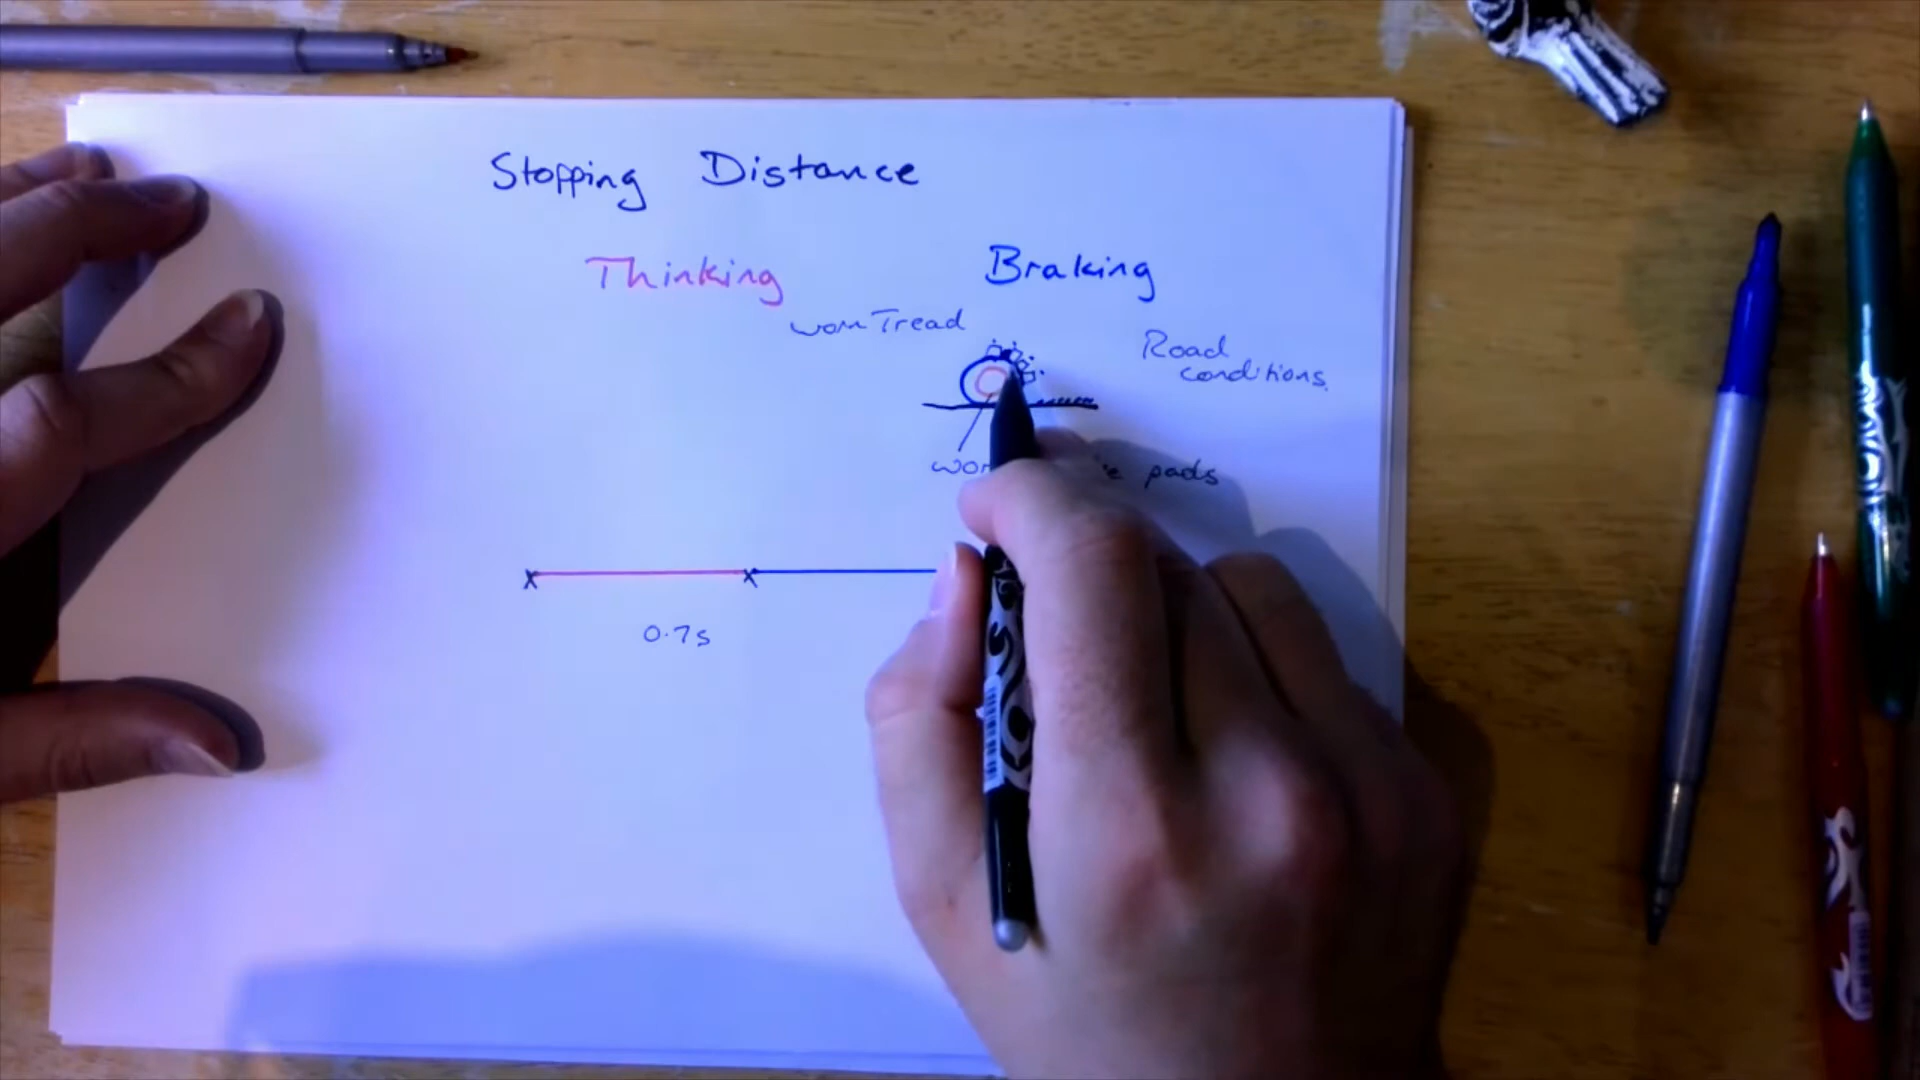 Stopping Distance
Thinking Braking
worn Tread
Road
conditions.
pads
0.7s